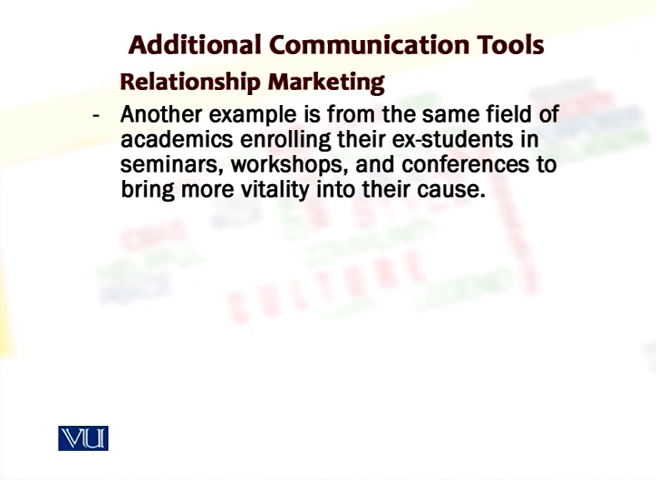 Additional Communication Tools
Relationship Marketing
- Another example is from the same field of
academics enrolling their ex-students in
seminars, workshops, and conferences to
bring more vitality into their cause.
CULTURE
VU